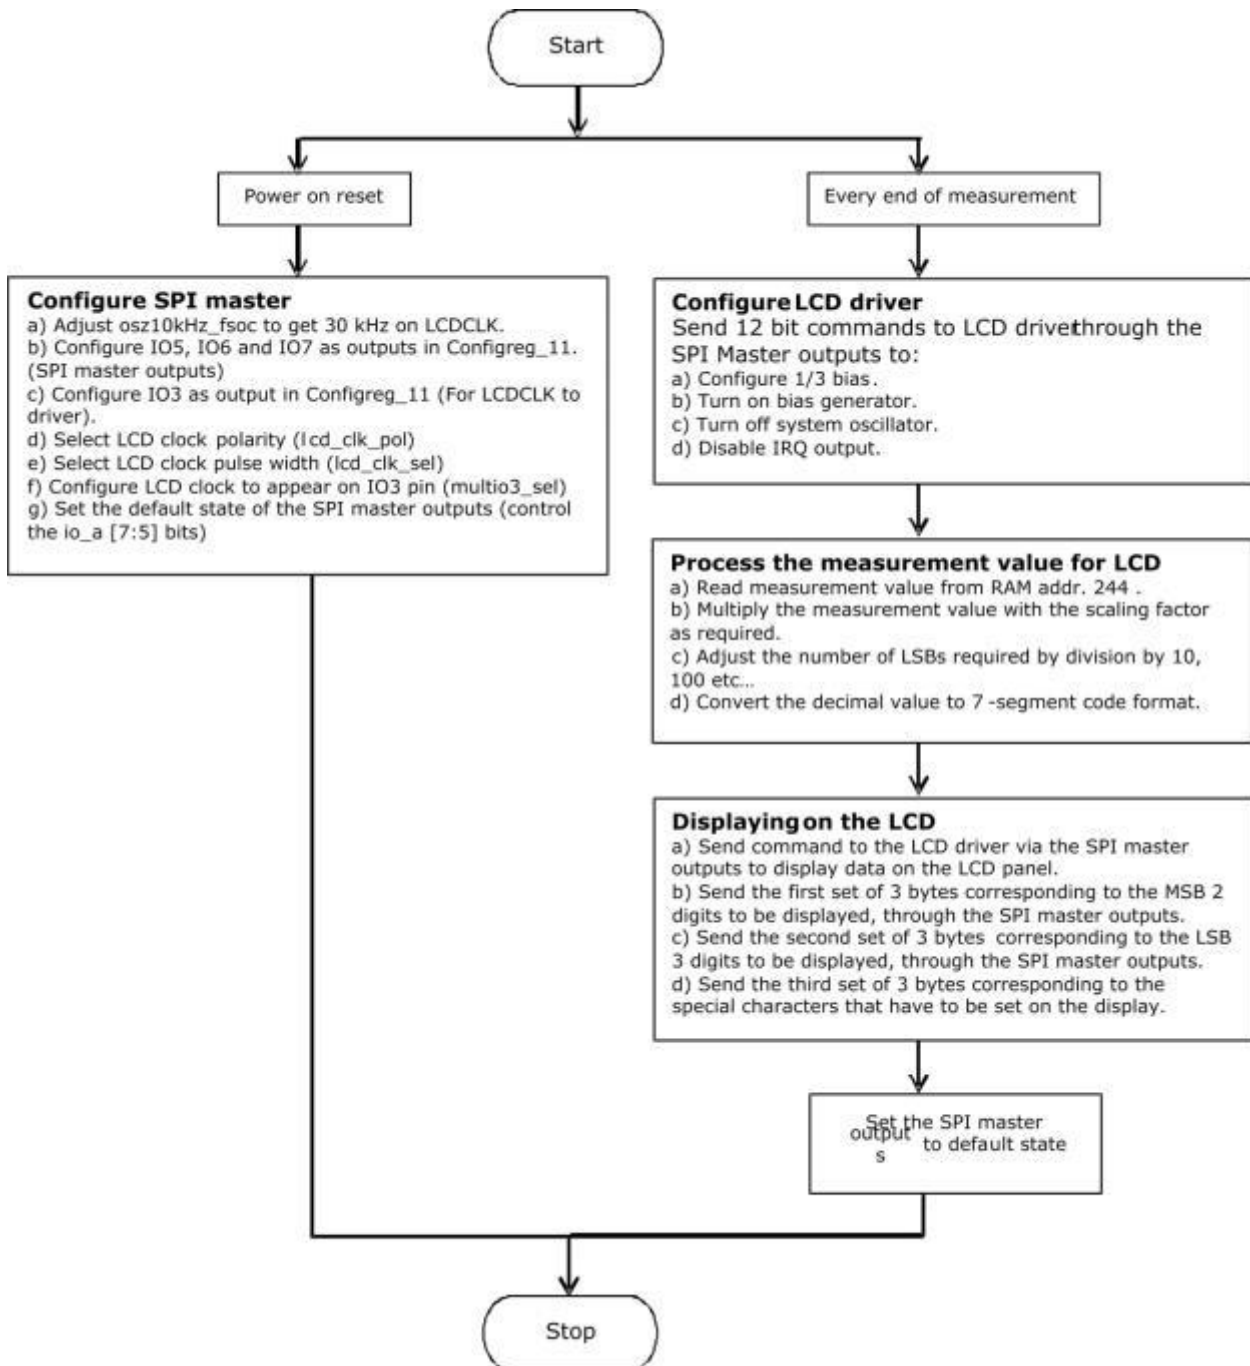 Start
Power on reset
Every end of measurement
Configure SPI master
a) Adjust osz10kHz_fsoc to get 30 kHz on LCDCLK.
b) Configure IO5, IO6 and IO7 as outputs in Configreg_11.
(SPI master outputs)
c) Configure IO3 as output in Configreg_11 (For LCDCLK to
driver).
d) Select LCD clock polarity (lcd_clk_pol)
e) Select LCD clock pulse width (lcd_clk_sel)
f) Configure LCD clock to appear on IO3 pin (multio3_sel)
g) Set the default state of the SPI master outputs (control
the io_a [7:5] bits)
Configure LCD driver
Send 12 bit commands to LCD driver through the
SPI Master outputs to:
a) Configure 1/3 bias.
b) Turn on bias generator.
c) Turn off system oscillator.
d) Disable IRQ output.
Process the measurement value for LCD
a) Read measurement value from RAM addr. 244 .
b) Multiply the measurement value with the scaling factor
as required.
c) Adjust the number of LSBs required by division by 10,
100 etc…
d) Convert the decimal value to 7 -segment code format.
Displaying on the LCD
a) Send command to the LCD driver via the SPI master
outputs to display data on the LCD panel.
b) Send the first set of 3 bytes corresponding to the MSB 2
digits to be displayed, through the SPI master outputs.
c) Send the second set of 3 bytes corresponding to the LSB
3 digits to be displayed, through the SPI master outputs.
d) Send the third set of 3 bytes corresponding to the
special characters that have to be set on the display.
Set the SPI master
outputs to default state
Stop